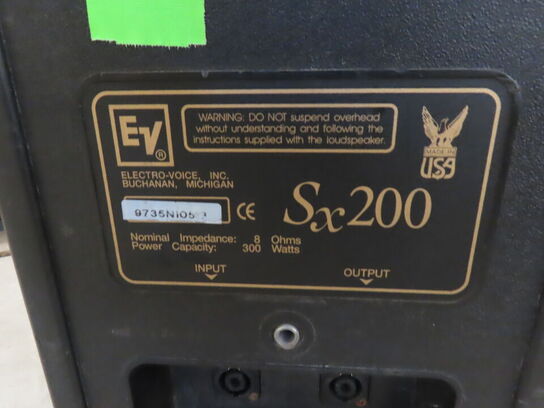 EV®
WARNING: DO NOT suspend overhead
without understanding and following the
instructions supplied with the loudspeaker.
MADE IN
USA
ELECTRO-VOICE, INC.
BUCHANAN, MICHIGAN
CE
Sx200
Nominal Impedance: 8 Ohms
Power Capacity: 300 Watts
INPUT
OUTPUT